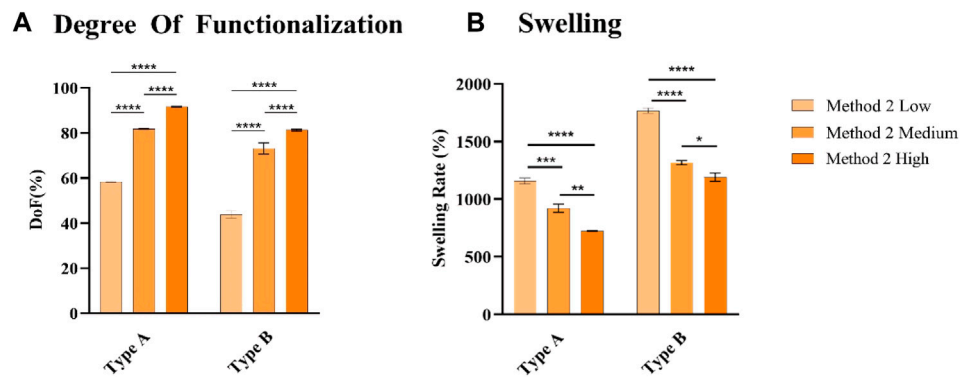 A Degree Of Functionalization
****
**** ****
****
**** ****
DoF(%)
100
80
60
40
20
0
Type A
Type B
B Swelling
****
*** **
****
**** *
Swelling Rate (%)
2000
1500
1000
500
0
Type A
Type B
Method 2 Low
Method 2 Medium
Method 2 High